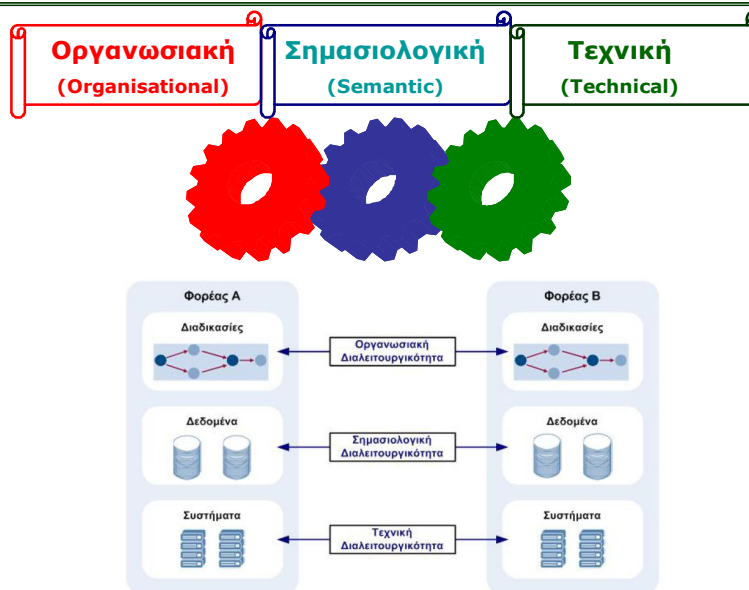 Οργανωσιακή
(Organisational)
Σημασιολογική
(Semantic)
Τεχνική
(Technical)
Φορέας Α
Φορέας Β
Διαδικασίες
Οργανωσιακή
Διαλειτουργικότητα
Διαδικασίες
Δεδομένα
Σημασιολογική
Διαλειτουργικότητα
Δεδομένα
Συστήματα
Τεχνική
Διαλειτουργικότητα
Συστήματα